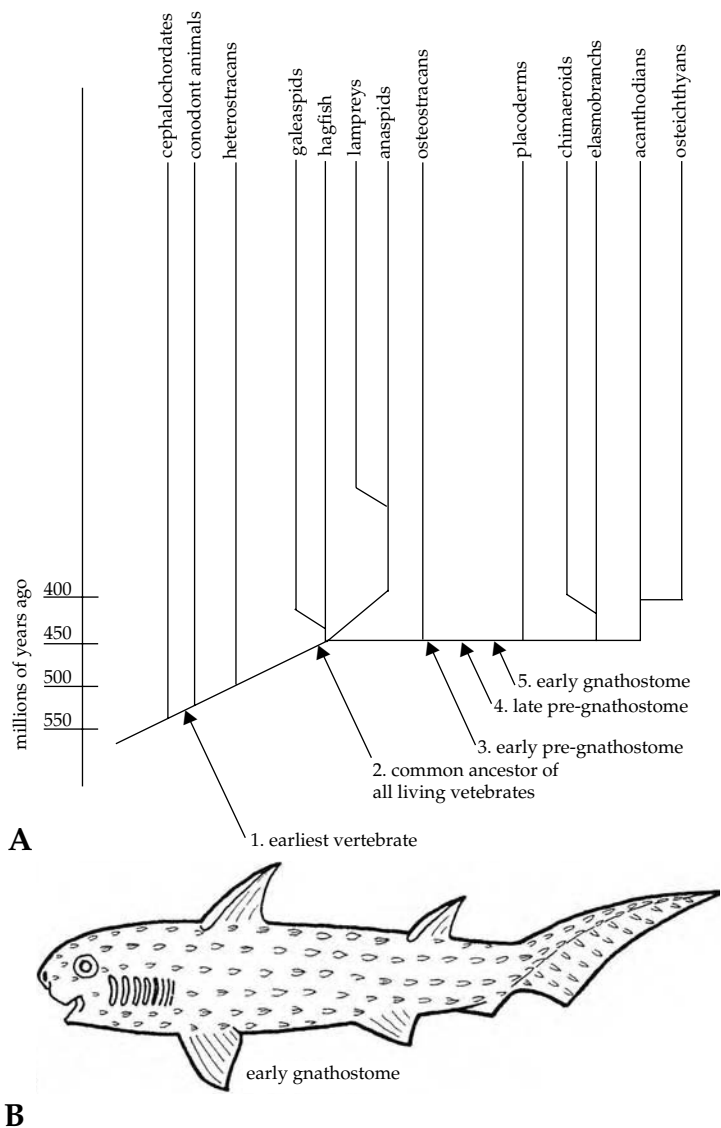 cephalochordates
conodont animals
heterostracans
galeaspids
hagfish
lampreys
anaspids
osteostracans
placoderms
chimaeroids
elasmobranchs
acanthodians
osteichthyans
millions of years ago
400
450
500
550
5. early gnathostome
4. late pre-gnathostome
3. early pre-gnathostome
2. common ancestor of
all living vetebrates
1. earliest vertebrate
A
early gnathostome
B